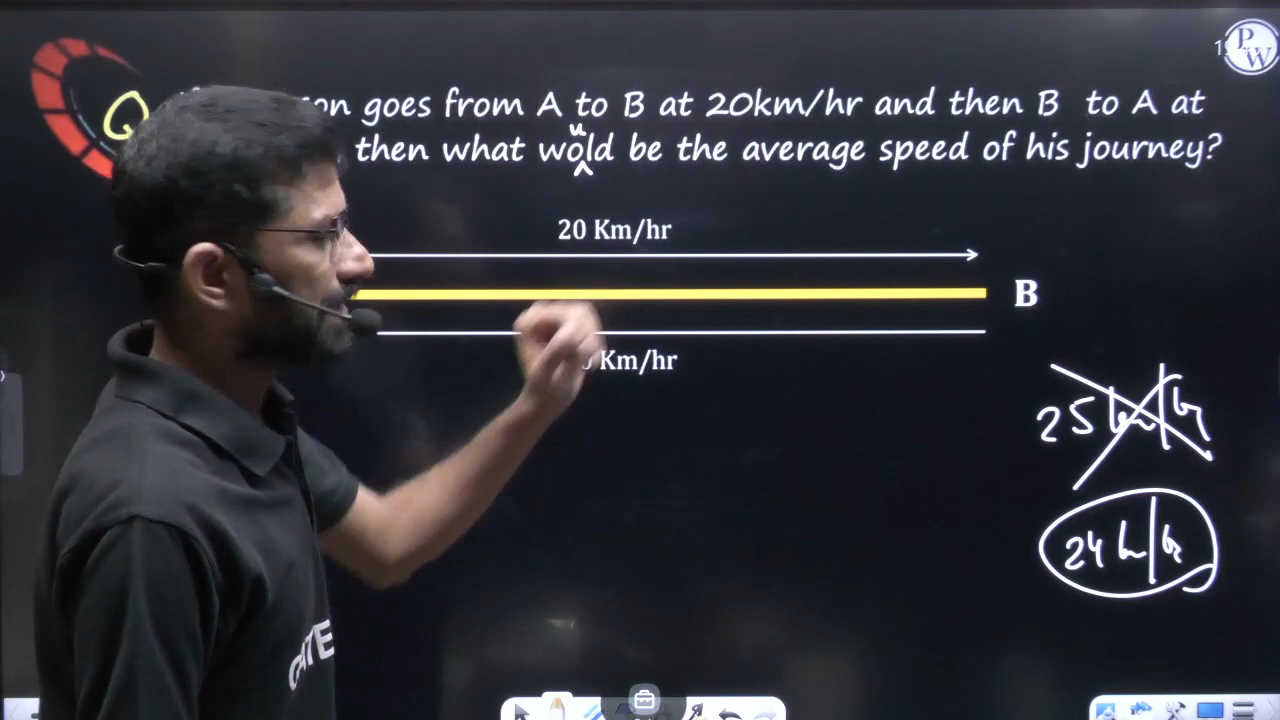 Q
on goes from A to B at 20km/hr and then B to A at
u
then what wold be the average speed of his journey?
20 Km/hr
B
Km/hr
25 km/hr
24 km/hr
PW